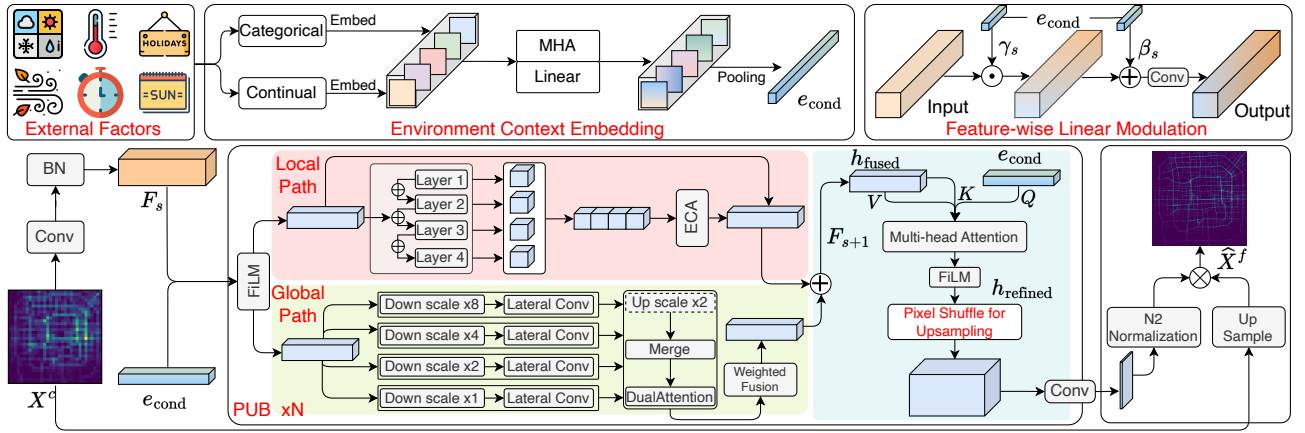 HOLIDAYS
=SUN=
External Factors
Categorical
Continual
Embed
Embed
MHA
Linear
Pooling
e_cond
Environment Context Embedding
e_cond
γ_s
β_s
Conv
Input
Output
Feature-wise Linear Modulation
BN
F_s
Conv
X^c
e_cond
FiLM
Local
Path
Layer 1
Layer 2
Layer 3
Layer 4
ECA
Global
Path
Down scale x8
Lateral Conv
Down scale x4
Lateral Conv
Down scale x2
Lateral Conv
Down scale x1
Lateral Conv
Up scale x2
Merge
DualAttention
Weighted
Fusion
PUB xN
F_{s+1}
h_fused
e_cond
V
K
Q
Multi-head Attention
FiLM
h_refined
Pixel Shuffle for
Upsampling
Conv
X̂^f
N2
Normalization
Up
Sample